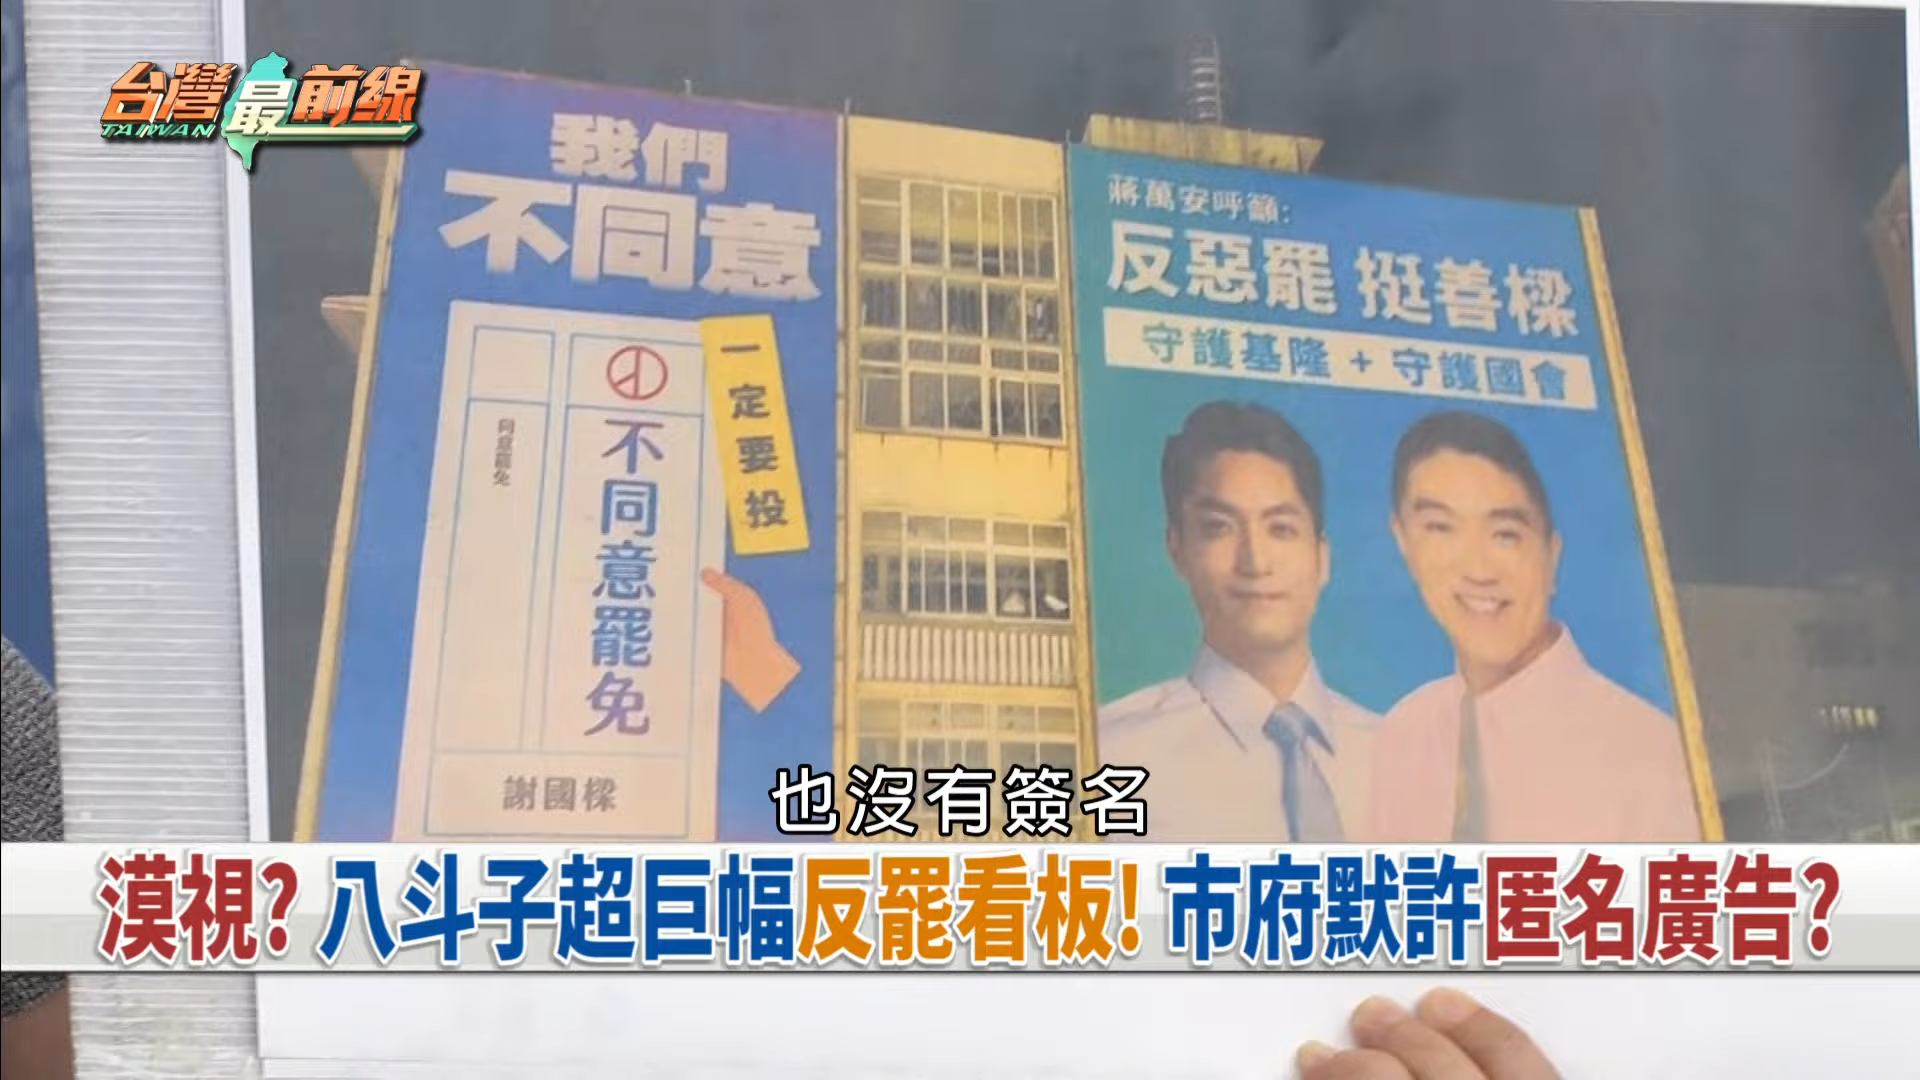 台灣最前線
TAIWAN
我們
不同意
一定要投
不同意罷免
同意罷免
謝國樑
蔣萬安呼籲:
反惡罷 挺善樑
守護基隆 + 守護國會
也沒有簽名
漠視? 八斗子超巨幅反罷看板! 市府默許匿名廣告?